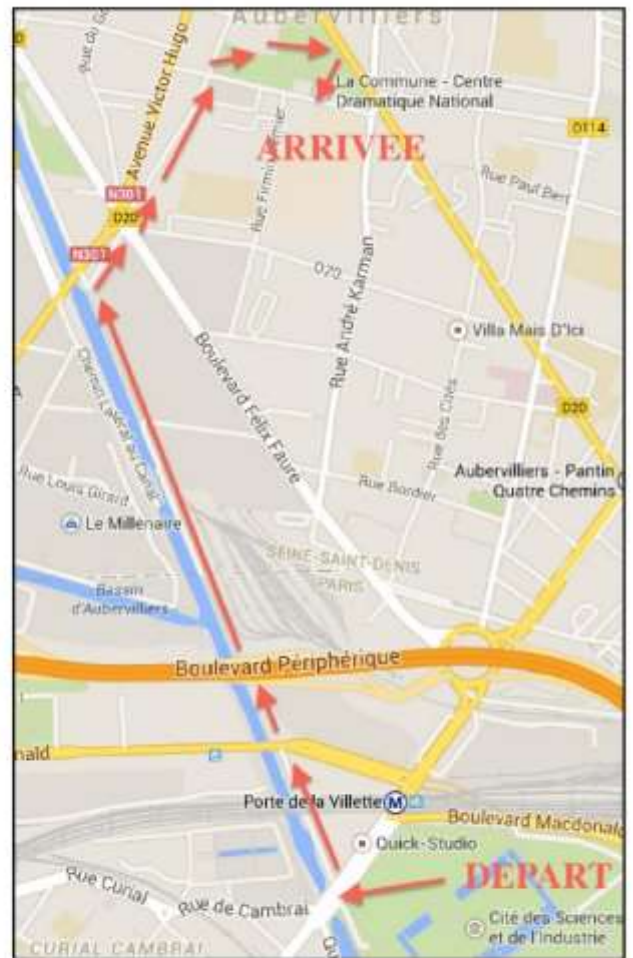 Aubervilliers
Avenue Victor Hugo
La Commune - Centre
Dramatique National
ARRIVEE
D114
Rue Firmin Gémier
Rue Paul Bert
N301
D20
N301
D20
Rue André Karman
Villa Mais D'Ici
Boulevard Félix Faure
Chemin Latéral au Canal
Rue des Cités
D20
Aubervilliers - Pantin
Quatre Chemins
Rue Bordier
Rue Louis Girard
Le Millénaire
SEINE-SAINT-DENIS
PARIS
Bassin
d'Aubervilliers
Boulevard Périphérique
nald
Porte de la Villette M
Boulevard Macdonald
Quick-Studio
DEPART
Rue Curial
Rue de Cambrai
Cité des Sciences
et de l'Industrie
CURIAL CAMBRAI